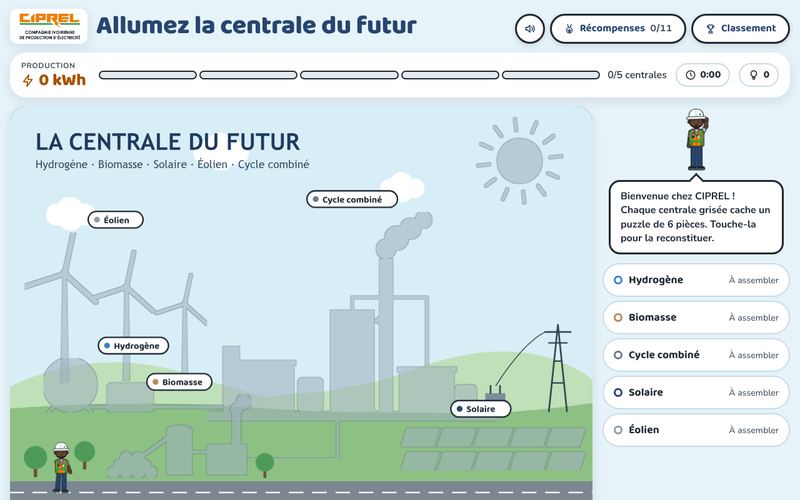 CIPREL
COMPAGNIE IVOIRIENNE
DE PRODUCTION D'ÉLECTRICITÉ
Allumez la centrale du futur
Récompenses 0/11
Classement
PRODUCTION
0 kWh
0/5 centrales
0:00
0
LA CENTRALE DU FUTUR
Hydrogène · Biomasse · Solaire · Éolien · Cycle combiné
Cycle combiné
Éolien
Hydrogène
Biomasse
Solaire
Bienvenue chez CIPREL !
Chaque centrale grisée cache un
puzzle de 6 pièces. Touche-la
pour la reconstituer.
Hydrogène À assembler
Biomasse À assembler
Cycle combiné À assembler
Solaire À assembler
Éolien À assembler